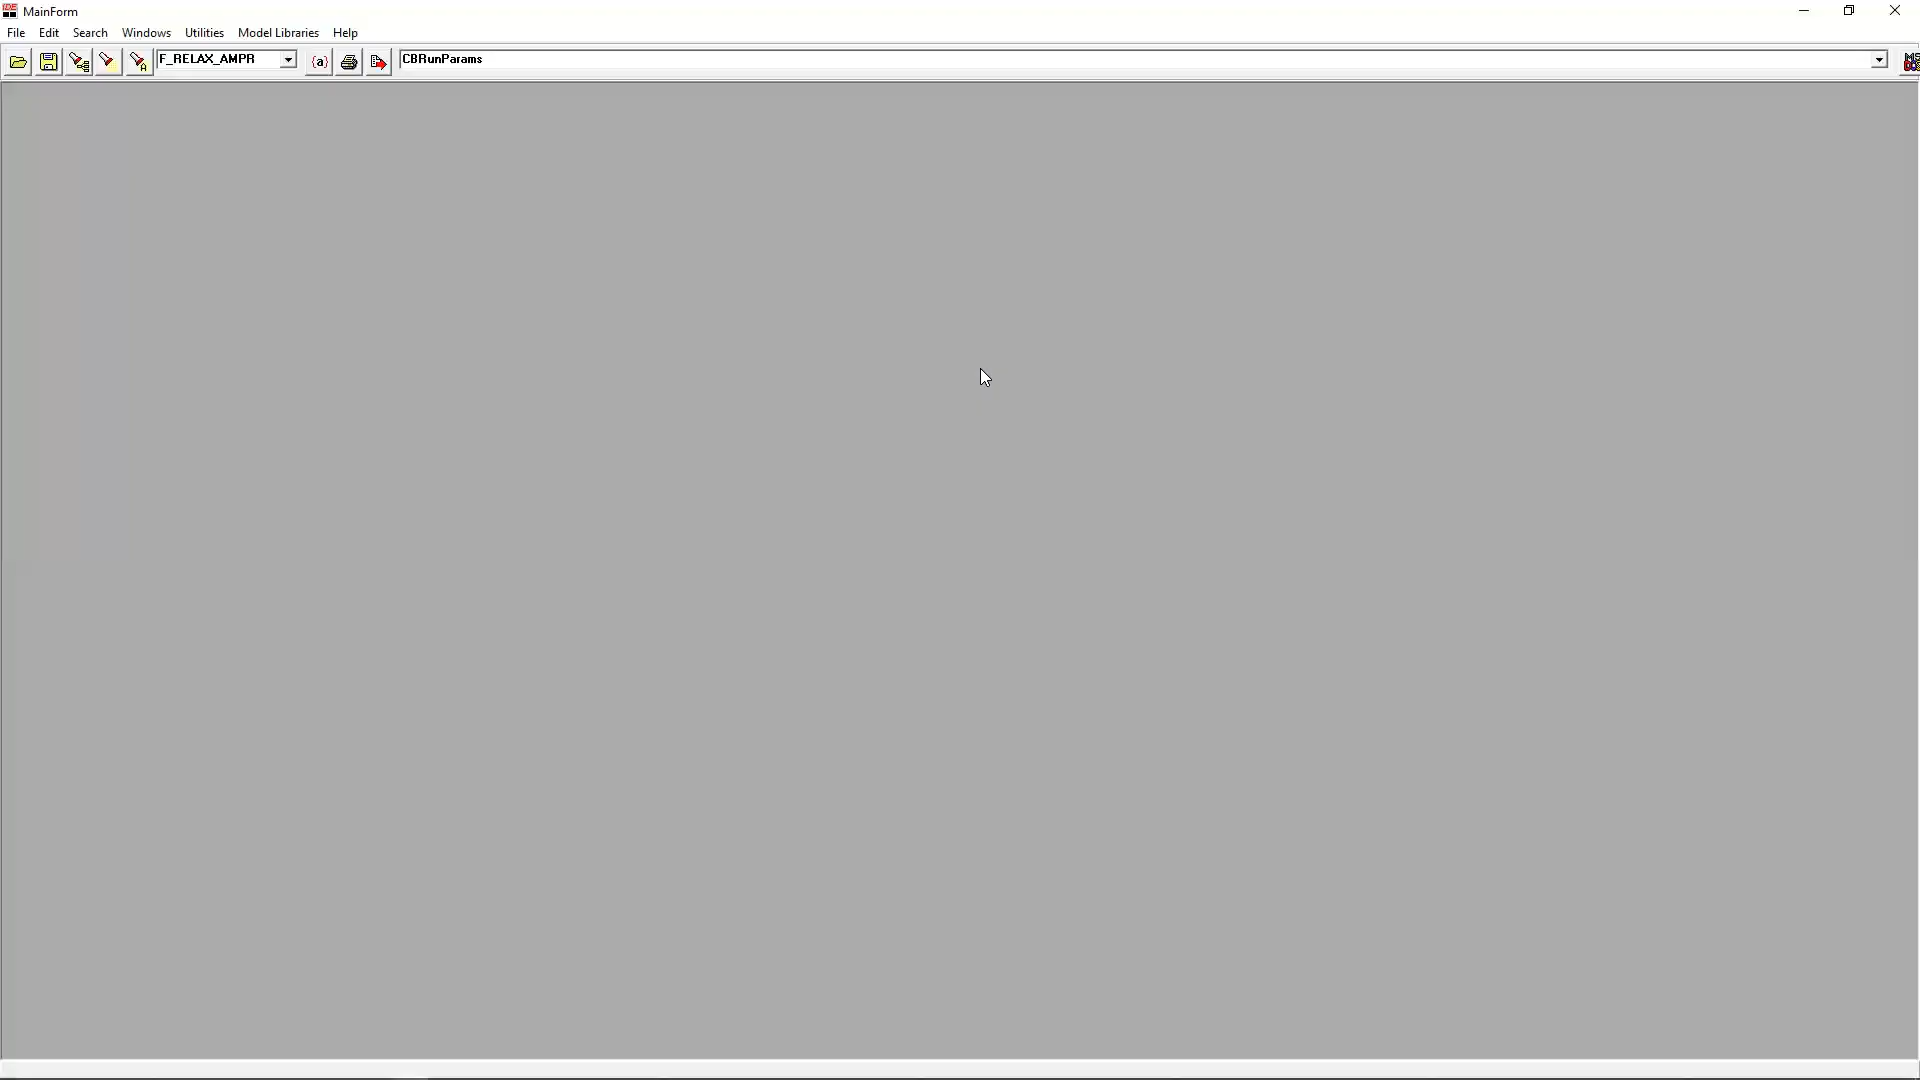 MainForm
File Edit Search Windows Utilities Model Libraries Help
F_RELAX_AMPR {a} CBRunParams